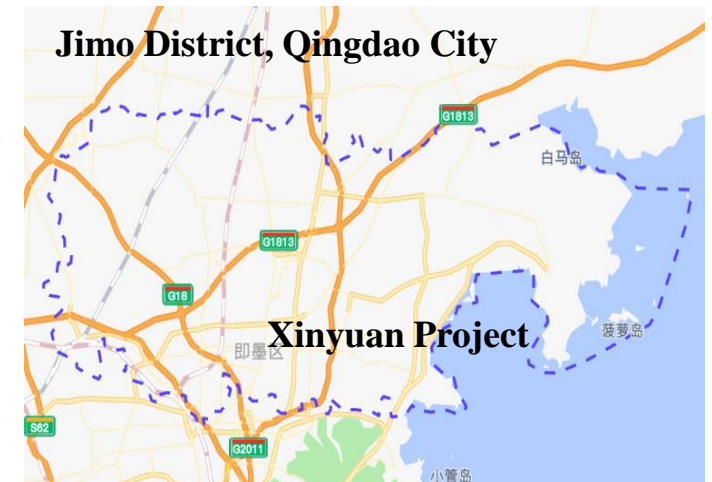 Jimo District, Qingdao City
G1813
白马岛
G1813
G18
Xinyuan Project
菠萝岛
即墨区
S62
G2011
小管岛